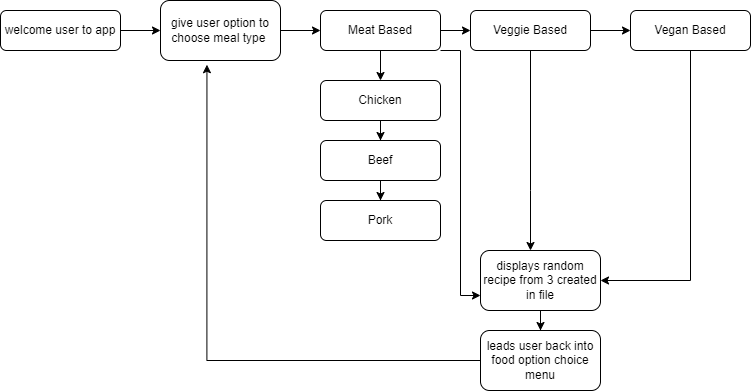 welcome user to app
give user option to
choose meal type
Meat Based
Veggie Based
Vegan Based
Chicken
Beef
Pork
displays random
recipe from 3 created
in file
leads user back into
food option choice
menu